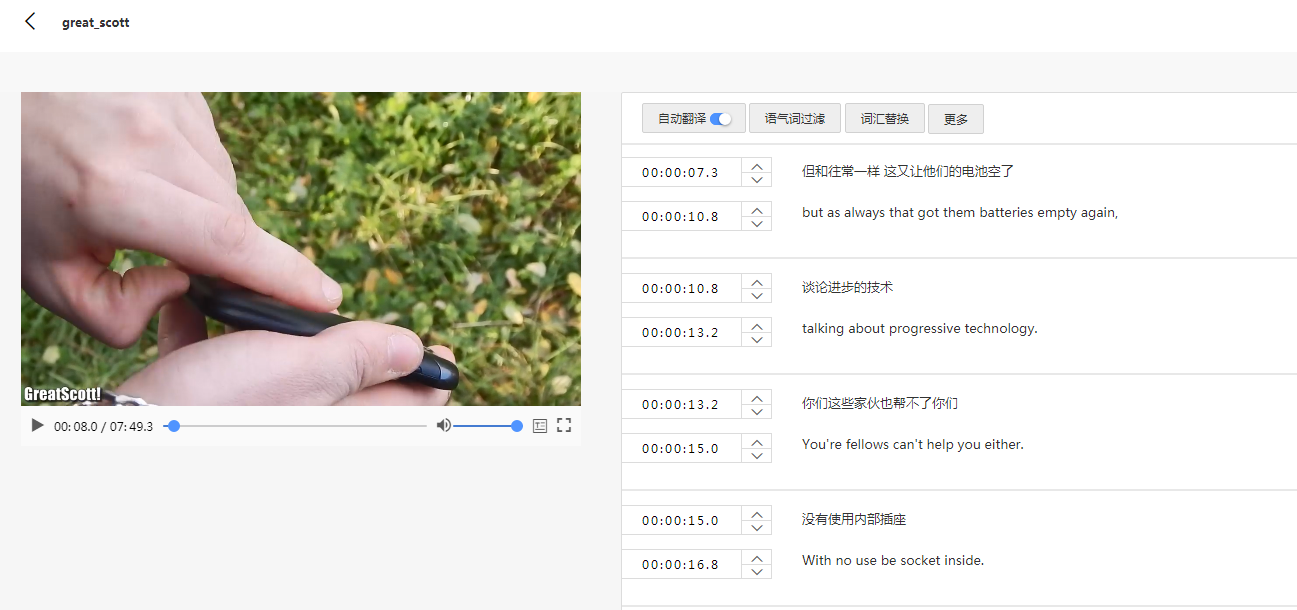 great_scott
GreatScott!
00:08.0 / 07:49.3
自动翻译
语气词过滤
词汇替换
更多
00:00:07.3
但和往常一样 这又让他们的电池空了
00:00:10.8
but as always that got them batteries empty again,
00:00:10.8
谈论进步的技术
00:00:13.2
talking about progressive technology.
00:00:13.2
你们这些家伙也帮不了你们
00:00:15.0
You're fellows can't help you either.
00:00:15.0
没有使用内部插座
00:00:16.8
With no use be socket inside.